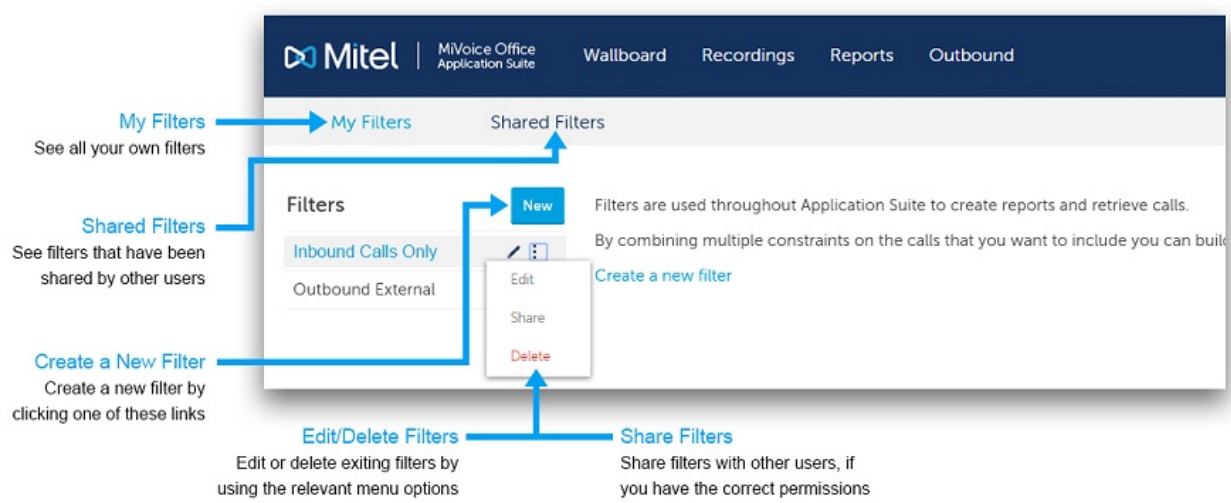 Mitel | MiVoice Office
Application Suite
Wallboard Recordings Reports Outbound
My Filters
See all your own filters
My Filters Shared Filters
Shared Filters
See filters that have been
shared by other users
Filters New
Inbound Calls Only
Outbound External
Edit
Share
Delete
Filters are used throughout Application Suite to create reports and retrieve calls.
By combining multiple constraints on the calls that you want to include you can
Create a new filter
Create a New Filter
Create a new filter by
clicking one of these links
Edit/Delete Filters
Edit or delete exiting filters by
using the relevant menu options
Share Filters
Share filters with other users, if
you have the correct permissions